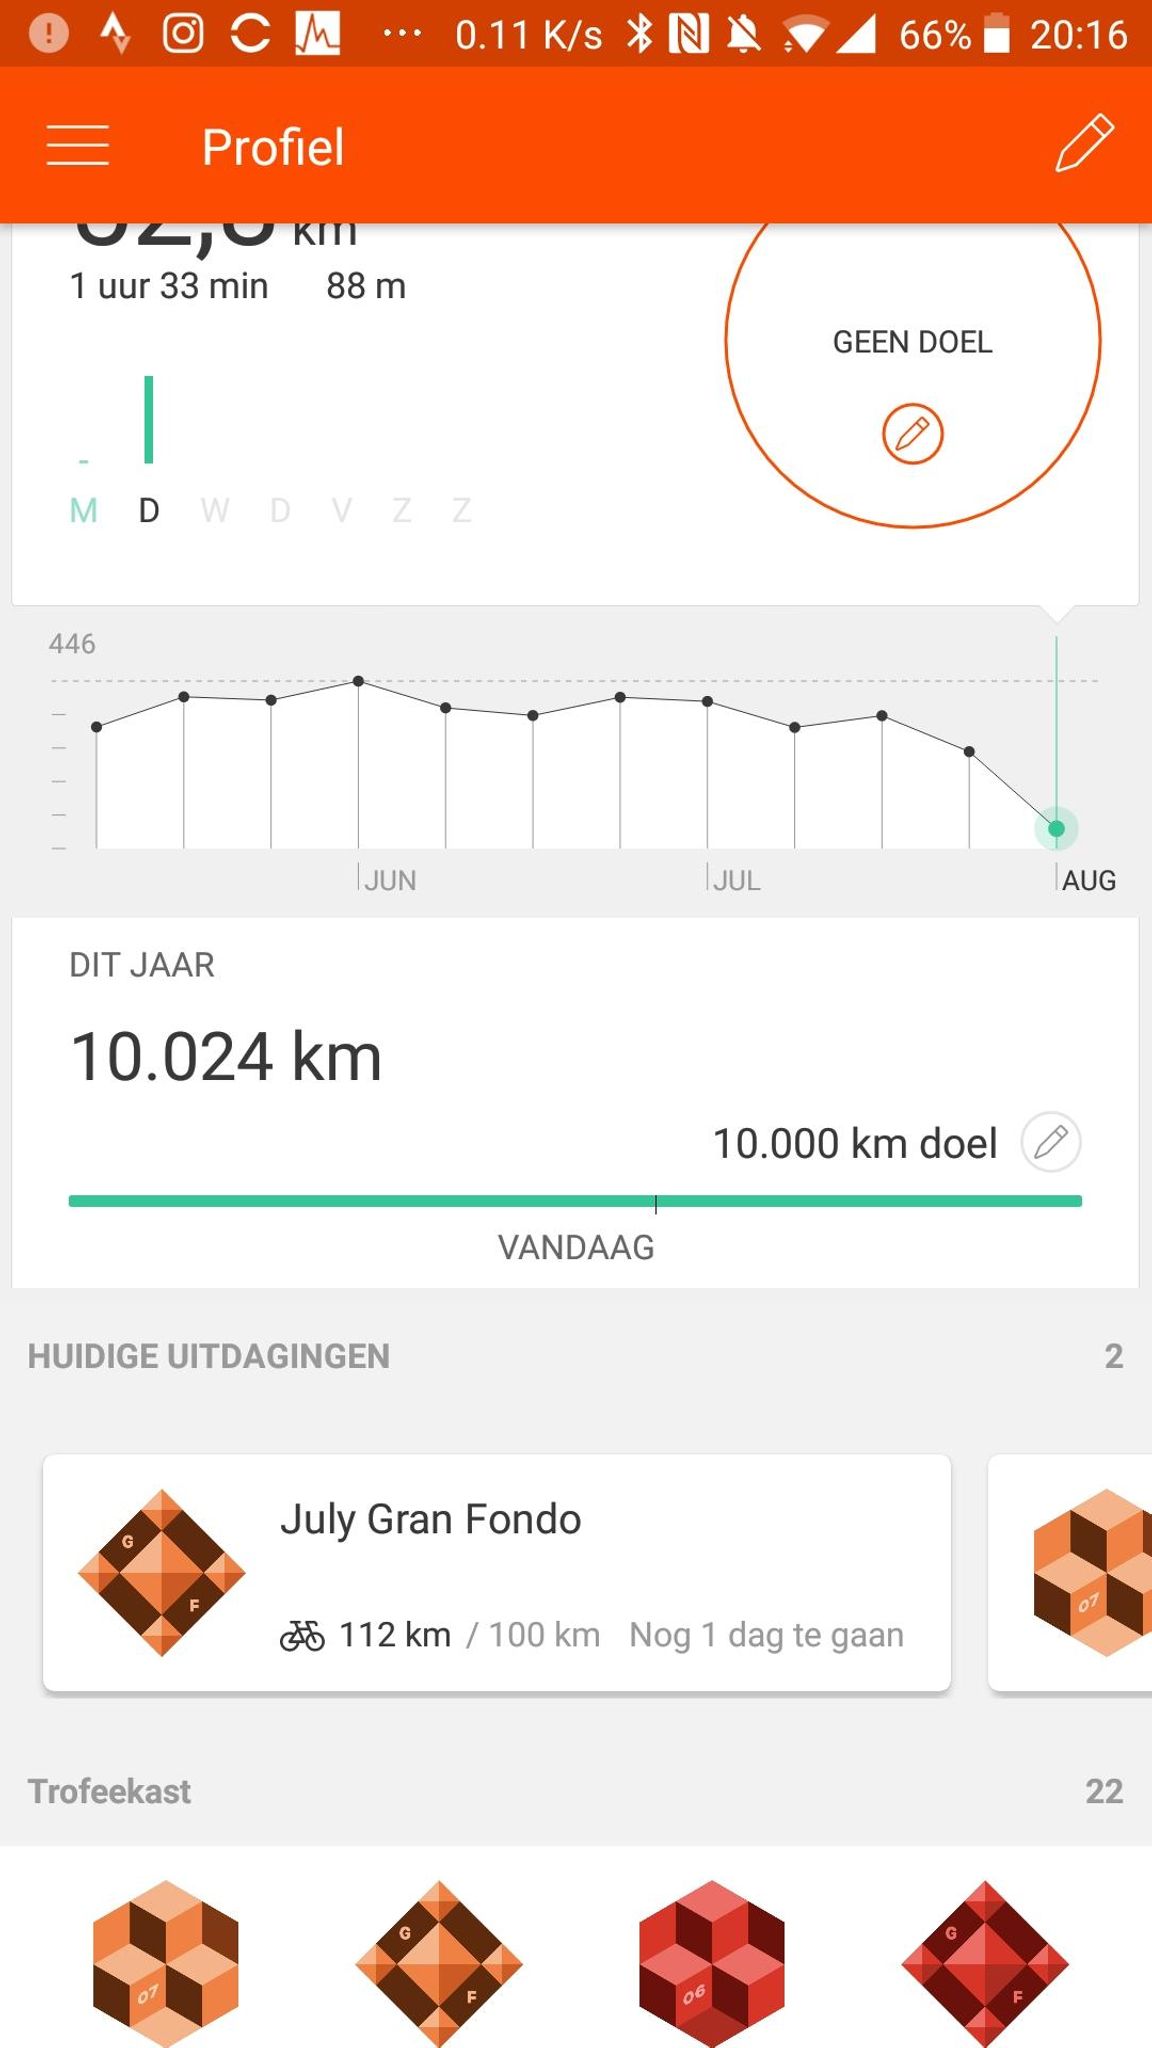 0.11 K/s 66% 20:16
Profiel
km
1 uur 33 min 88 m
GEEN DOEL
M D W D V Z Z
446
JUN JUL AUG
DIT JAAR
10.024 km
10.000 km doel
VANDAAG
HUIDIGE UITDAGINGEN 2
July Gran Fondo
G
F
07
112 km / 100 km Nog 1 dag te gaan
Trofeekast 22
07 G F 06 G F